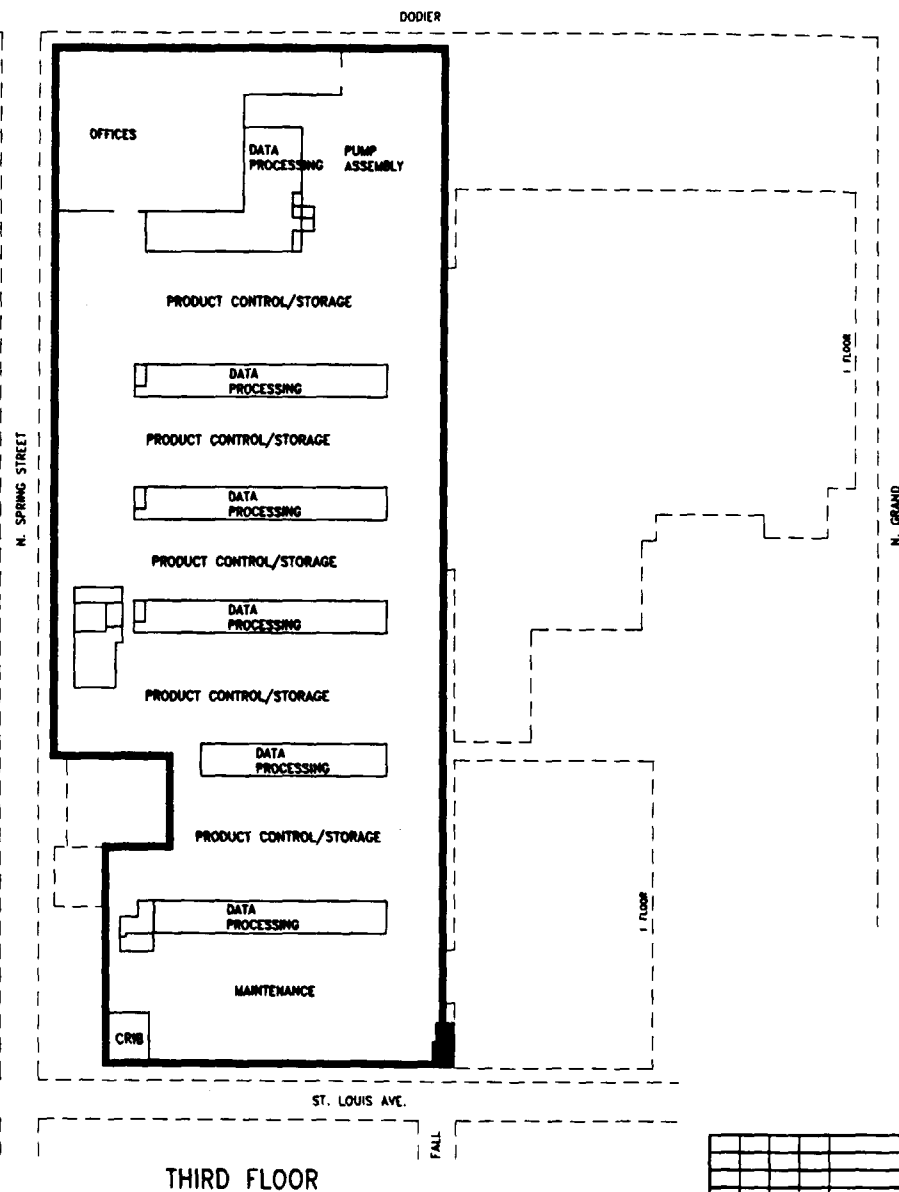 DODIER
OFFICES
DATA
PROCESSING
PUMP
ASSEMBLY
PRODUCT CONTROL/STORAGE
1 FLOOR
DATA
PROCESSING
N. SPRING STREET
PRODUCT CONTROL/STORAGE
DATA
PROCESSING
N. GRAND
PRODUCT CONTROL/STORAGE
DATA
PROCESSING
PRODUCT CONTROL/STORAGE
DATA
PROCESSING
PRODUCT CONTROL/STORAGE
DATA
PROCESSING
1 FLOOR
MAINTENANCE
CRIB
ST. LOUIS AVE.
FALL
THIRD FLOOR